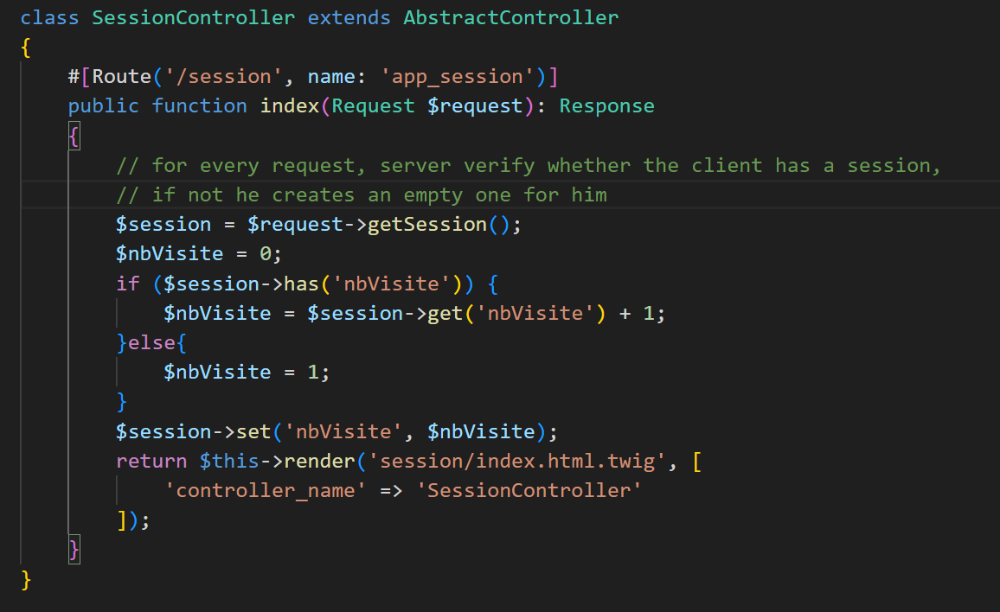 class SessionController extends AbstractController
{
    #[Route('/session', name: 'app_session')]
    public function index(Request $request): Response
    {
        // for every request, server verify whether the client has a session,
        // if not he creates an empty one for him
        $session = $request->getSession();
        $nbVisite = 0;
        if ($session->has('nbVisite')) {
            $nbVisite = $session->get('nbVisite') + 1;
        }else{
            $nbVisite = 1;
        }
        $session->set('nbVisite', $nbVisite);
        return $this->render('session/index.html.twig', [
            'controller_name' => 'SessionController'
        ]);
    }
}